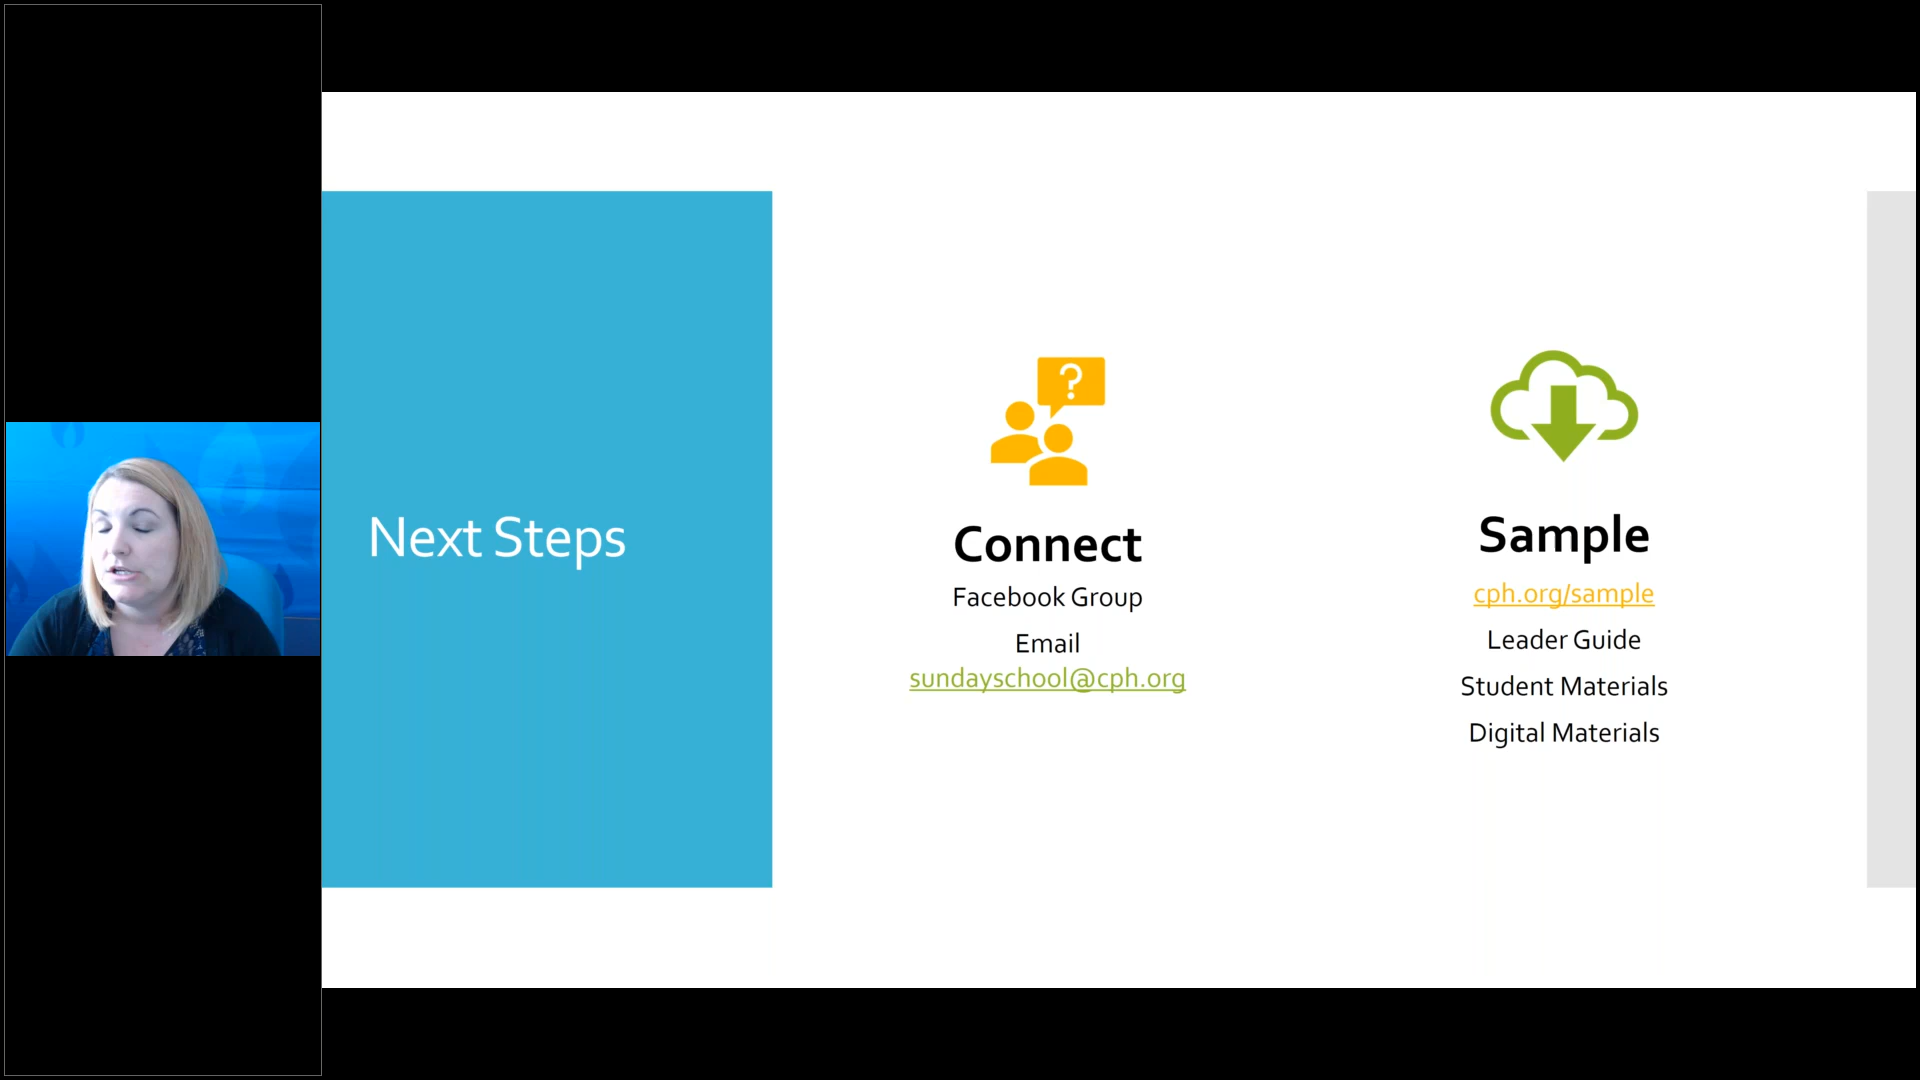 Next Steps
?
Connect
Facebook Group
Email
sundayschool@cph.org
Sample
cph.org/sample
Leader Guide
Student Materials
Digital Materials